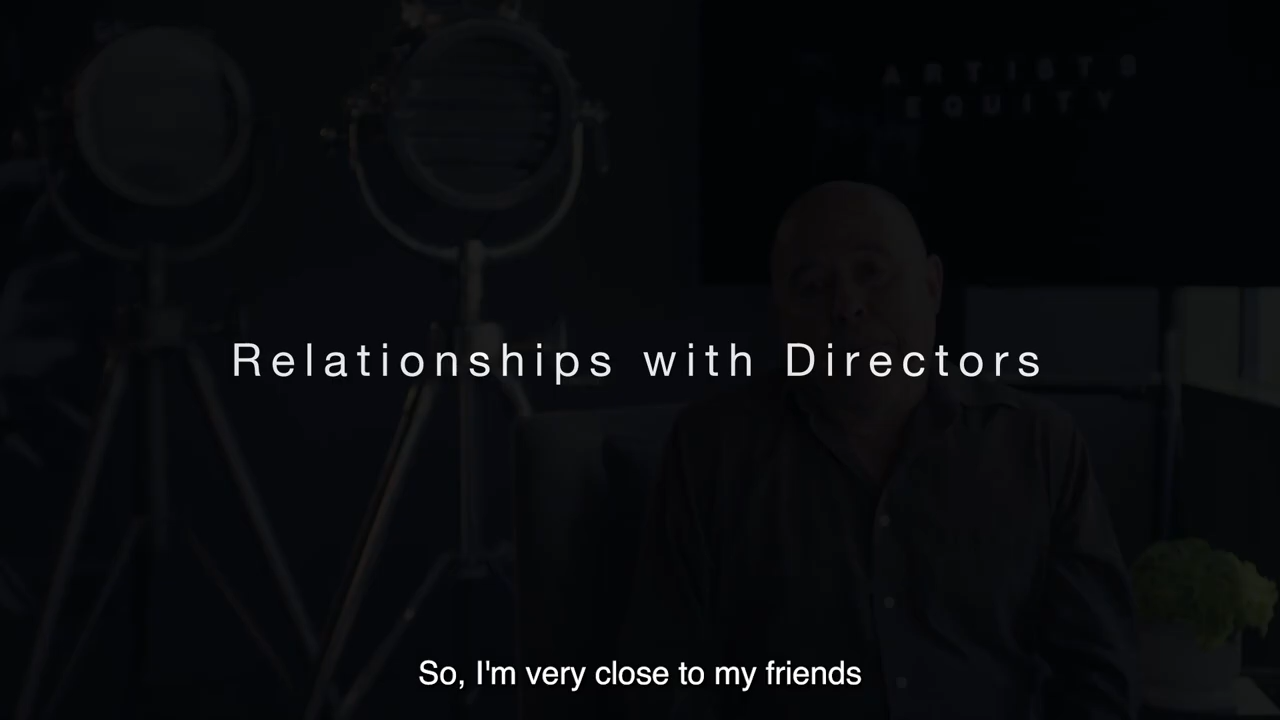 ARTISTS
EQUITY
Relationships with Directors
So, I'm very close to my friends